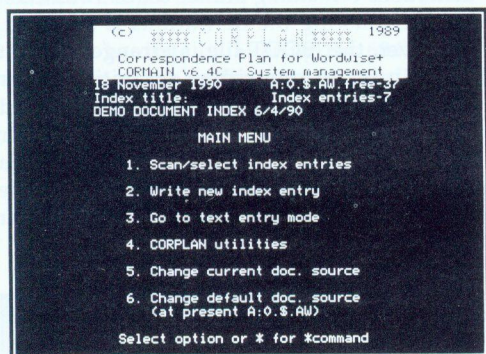 (c) ***** C O R P L A N ***** 1989
Correspondence Plan for Wordwise+
CORMAIN v6.4C - System management
18 November 1990 A:0.$.AW.free-37
Index title: Index entries-7
DEMO DOCUMENT INDEX 6/4/90
MAIN MENU
1. Scan/select index entries
2. Write new index entry
3. Go to text entry mode
4. CORPLAN utilities
5. Change current doc. source
6. Change default doc. source
(at present A:0.$.AW)
Select option or * for *command